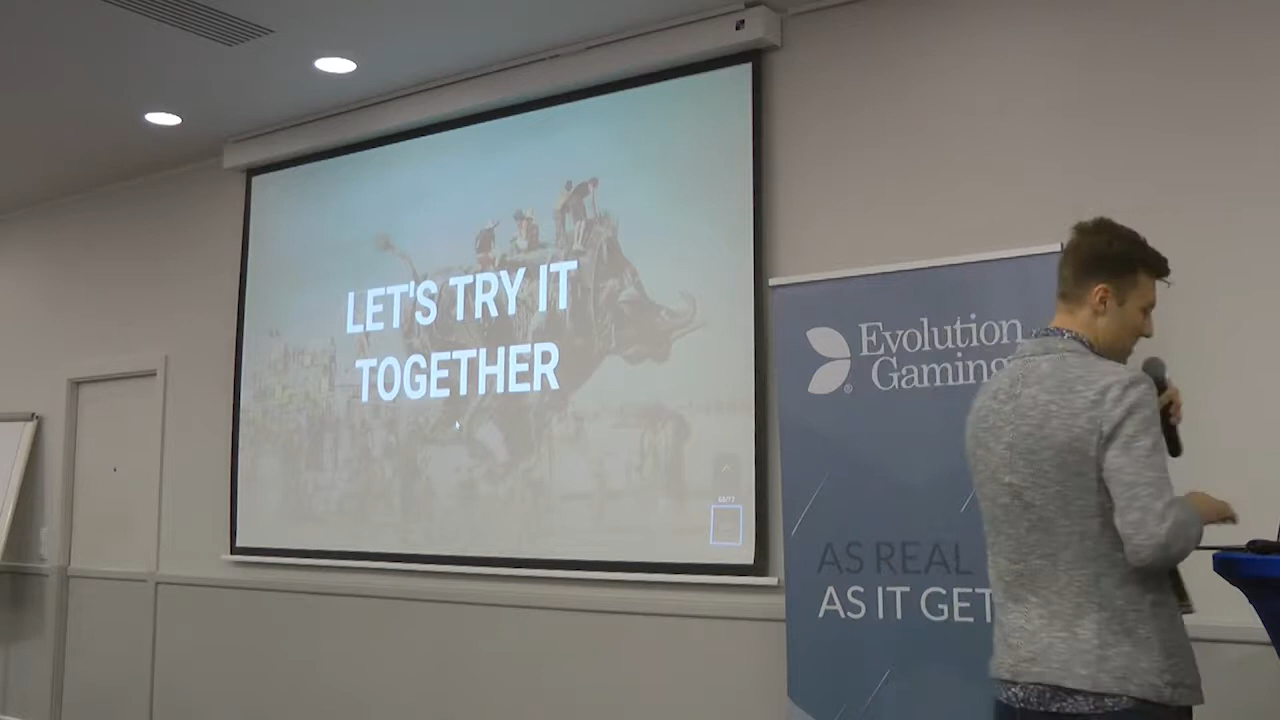 LET'S TRY IT
TOGETHER
Evolution
Gaming
®
AS REAL
AS IT GET